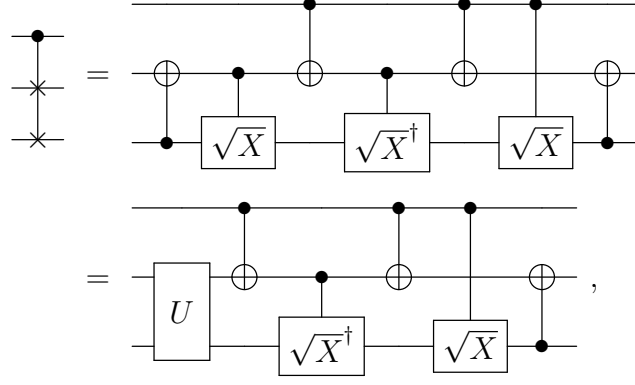 =
√X √X† √X
=
U √X† √X ,